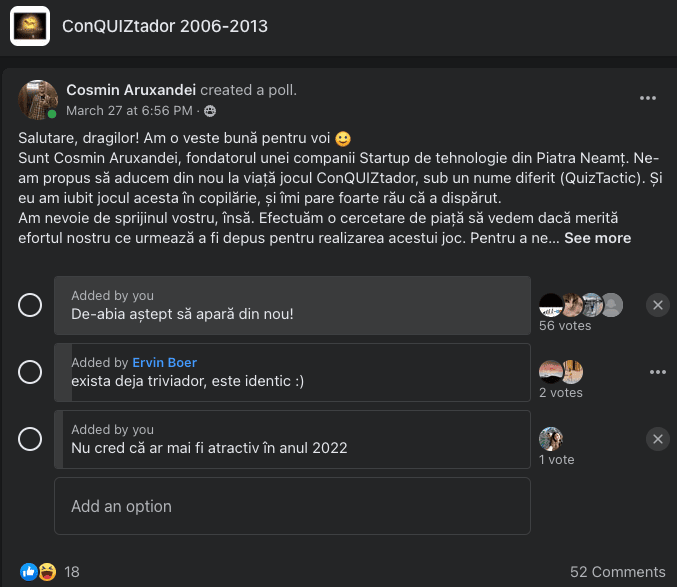 ConQUIZtador 2006-2013
Cosmin Aruxandei created a poll.
March 27 at 6:56 PM ·
Salutare, dragilor! Am o veste bună pentru voi 🙂
Sunt Cosmin Aruxandei, fondatorul unei companii Startup de tehnologie din Piatra Neamț. Ne-
am propus să aducem din nou la viață jocul ConQUIZtador, sub un nume diferit (QuizTactic). Și
eu am iubit jocul acesta în copilărie, și îmi pare foarte rău că a dispărut.
Am nevoie de sprijinul vostru, însă. Efectuăm o cercetare de piață să vedem dacă merită
efortul nostru ce urmează a fi depus pentru realizarea acestui joc. Pentru a ne... See more
Added by you
De-abia aștept să apară din nou!
56 votes
Added by Ervin Boer
exista deja triviador, este identic :)
2 votes
Added by you
Nu cred că ar mai fi atractiv în anul 2022
1 vote
Add an option
18
52 Comments